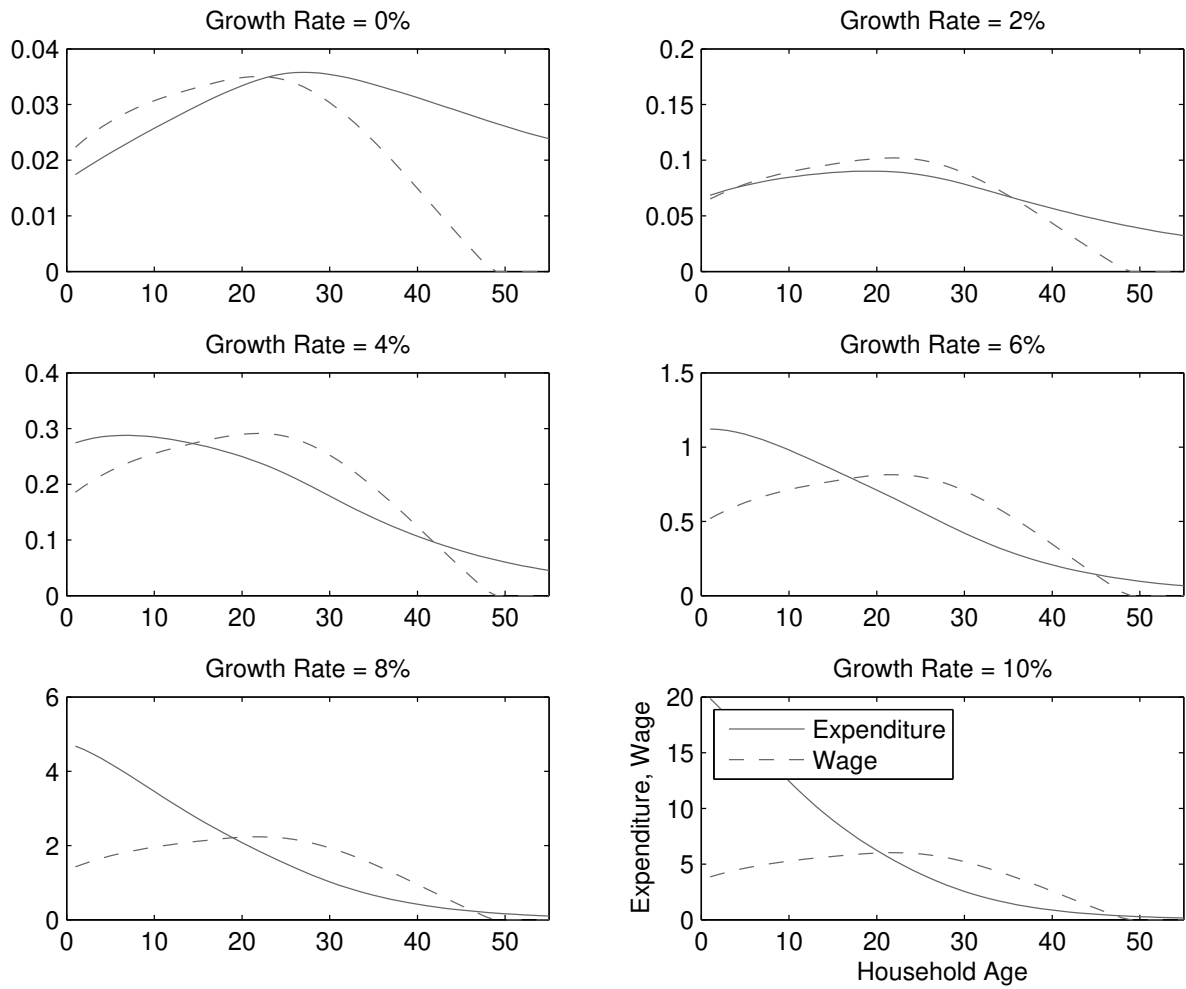 Growth Rate = 0%
0.04
0.03
0.02
0.01
0
0 10 20 30 40 50
Growth Rate = 2%
0.2
0.15
0.1
0.05
0
0 10 20 30 40 50
Growth Rate = 4%
0.4
0.3
0.2
0.1
0
0 10 20 30 40 50
Growth Rate = 6%
1.5
1
0.5
0
0 10 20 30 40 50
Growth Rate = 8%
6
4
2
0
0 10 20 30 40 50
Growth Rate = 10%
Expenditure, Wage
20
15
10
5
0
Expenditure
Wage
0 10 20 30 40 50
Household Age